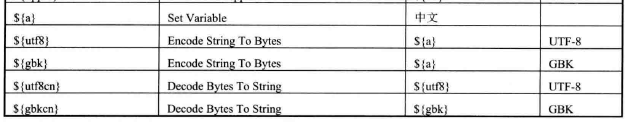 ${a} Set Variable 中文
${utf8} Encode String To Bytes ${a} UTF-8
${gbk} Encode String To Bytes ${a} GBK
${utf8cn} Decode Bytes To String ${utf8} UTF-8
${gbkcn} Decode Bytes To String ${gbk} GBK